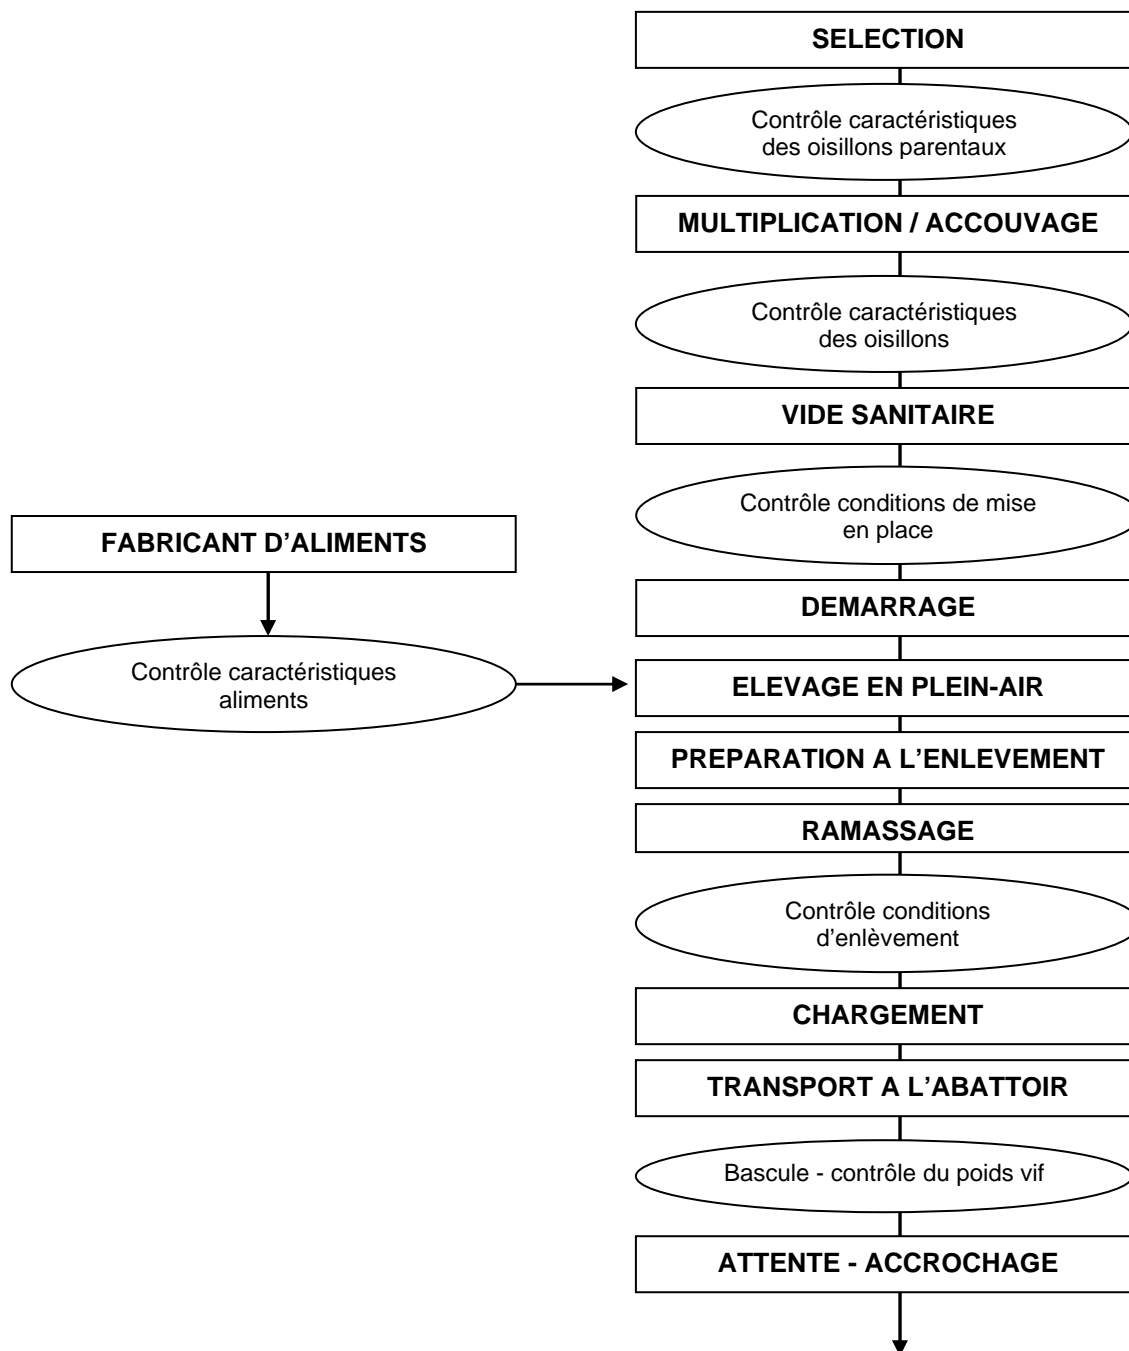 SELECTION
Contrôle caractéristiques
des oisillons parentaux
MULTIPLICATION / ACCOUVAGE
Contrôle caractéristiques
des oisillons
VIDE SANITAIRE
Contrôle conditions de mise
en place
FABRICANT D'ALIMENTS
DEMARRAGE
Contrôle caractéristiques
aliments
ELEVAGE EN PLEIN-AIR
PREPARATION A L’ENLEVEMENT
RAMASSAGE
Contrôle conditions
d’enlèvement
CHARGEMENT
TRANSPORT A L’ABATTOIR
Bascule - contrôle du poids vif
ATTENTE - ACCROCHAGE